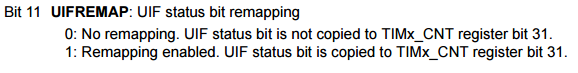 Bit 11 UIFREMAP: UIF status bit remapping
0: No remapping. UIF status bit is not copied to TIMx_CNT register bit 31.
1: Remapping enabled. UIF status bit is copied to TIMx_CNT register bit 31.